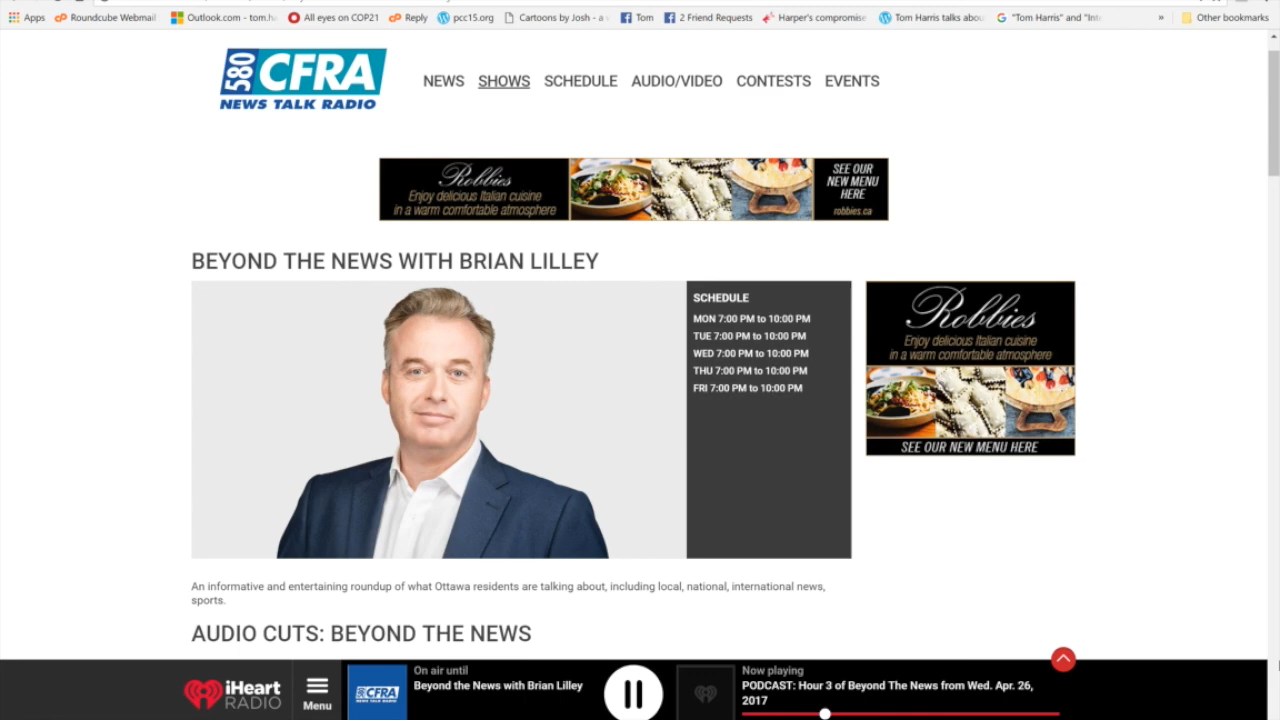 Apps
Roundcube Webmail
Outlook.com - tom.ha
All eyes on COP21
Reply
pcc15.org
Cartoons by Josh - a
Tom
2 Friend Requests
Harper's compromise
Tom Harris talks abou
"Tom Harris" and "Int
»
Other bookmarks
580 CFRA
NEWS TALK RADIO
NEWS SHOWS SCHEDULE AUDIO/VIDEO CONTESTS EVENTS
Robbies
Enjoy delicious Italian cuisine
in a warm comfortable atmosphere
SEE OUR
NEW MENU
HERE
robbies.ca
BEYOND THE NEWS WITH BRIAN LILLEY
SCHEDULE
MON 7:00 PM to 10:00 PM
TUE 7:00 PM to 10:00 PM
WED 7:00 PM to 10:00 PM
THU 7:00 PM to 10:00 PM
FRI 7:00 PM to 10:00 PM
Robbies
Enjoy delicious Italian cuisine
in a warm comfortable atmosphere
SEE OUR NEW MENU HERE
An informative and entertaining roundup of what Ottawa residents are talking about, including local, national, international news,
sports.
AUDIO CUTS: BEYOND THE NEWS
iHeart
RADIO
Menu
580 CFRA
NEWS TALK RADIO
On air until
Beyond the News with Brian Lilley
Now playing
PODCAST: Hour 3 of Beyond The News from Wed. Apr. 26,
2017